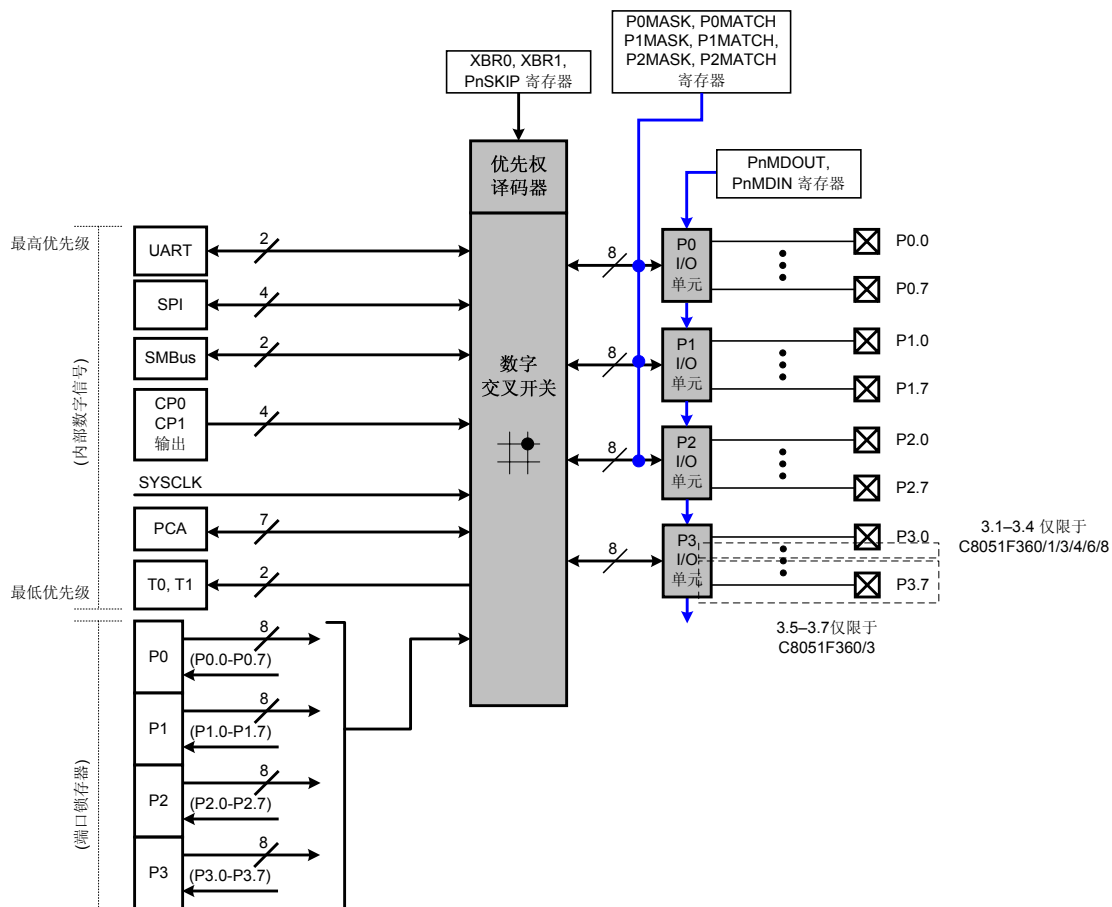 P0MASK, P0MATCH
P1MASK, P1MATCH,
P2MASK, P2MATCH
寄存器
XBR0, XBR1,
PnSKIP 寄存器
PnMDOUT,
PnMDIN 寄存器
优先权
译码器
最高优先级
(内部数字信号)
最低优先级
UART
2
SPI
4
SMBus
2
CP0
CP1
输出
4
SYSCLK
PCA
7
T0, T1
2
数字
交叉开关
8
P0
I/O
单元
P0.0
P0.7
8
P1
I/O
单元
P1.0
P1.7
8
P2
I/O
单元
P2.0
P2.7
8
P3
I/O
单元
P3.0
P3.7
3.1–3.4 仅限于
C8051F360/1/3/4/6/8
3.5–3.7仅限于
C8051F360/3
(端口锁存器)
P0
8
(P0.0-P0.7)
P1
8
(P1.0-P1.7)
P2
8
(P2.0-P2.7)
P3
8
(P3.0-P3.7)